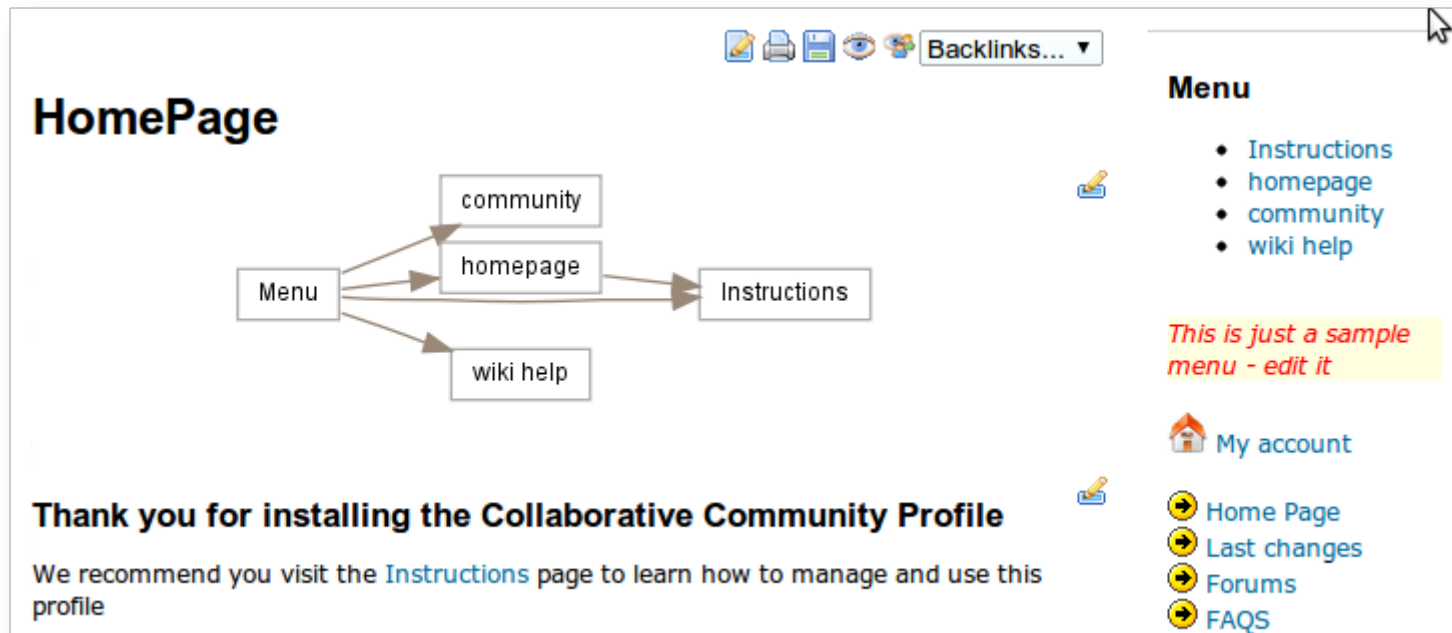 Backlinks...
HomePage
community
homepage
Menu
Instructions
wiki help
Thank you for installing the Collaborative Community Profile
We recommend you visit the Instructions page to learn how to manage and use this
profile
Menu
Instructions
homepage
community
wiki help
This is just a sample
menu - edit it
My account
Home Page
Last changes
Forums
FAQS